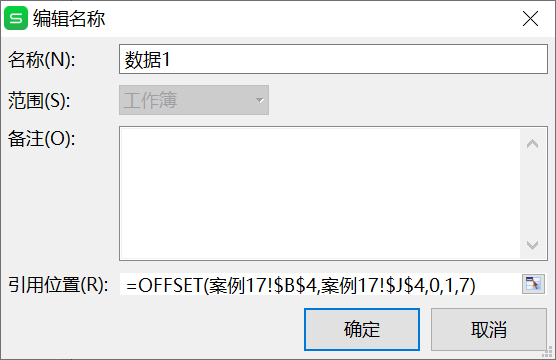 编辑名称
名称(N): 数据1
范围(S): 工作簿
备注(O):
引用位置(R): =OFFSET(案例17!$B$4,案例17!$J$4,0,1,7)
确定 取消